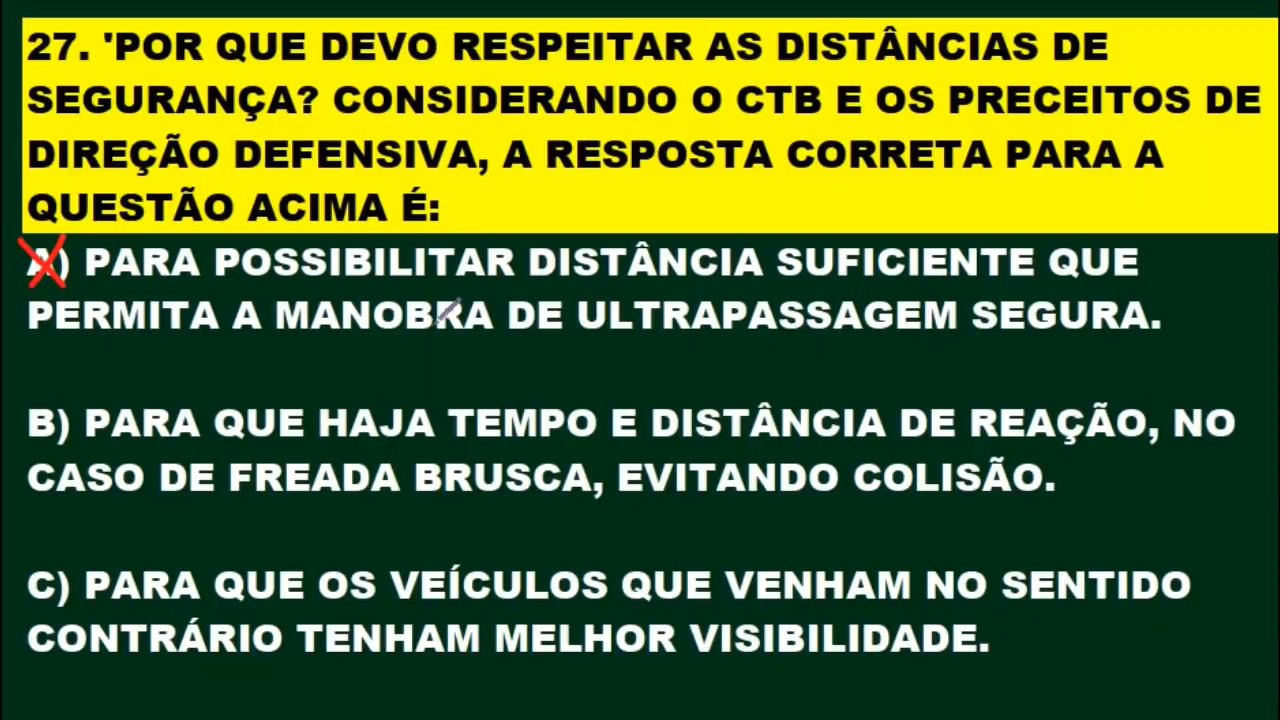 27. 'POR QUE DEVO RESPEITAR AS DISTÂNCIAS DE
SEGURANÇA? CONSIDERANDO O CTB E OS PRECEITOS DE
DIREÇÃO DEFENSIVA, A RESPOSTA CORRETA PARA A
QUESTÃO ACIMA É:
A) PARA POSSIBILITAR DISTÂNCIA SUFICIENTE QUE
PERMITA A MANOBRA DE ULTRAPASSAGEM SEGURA.
B) PARA QUE HAJA TEMPO E DISTÂNCIA DE REAÇÃO, NO
CASO DE FREADA BRUSCA, EVITANDO COLISÃO.
C) PARA QUE OS VEÍCULOS QUE VENHAM NO SENTIDO
CONTRÁRIO TENHAM MELHOR VISIBILIDADE.